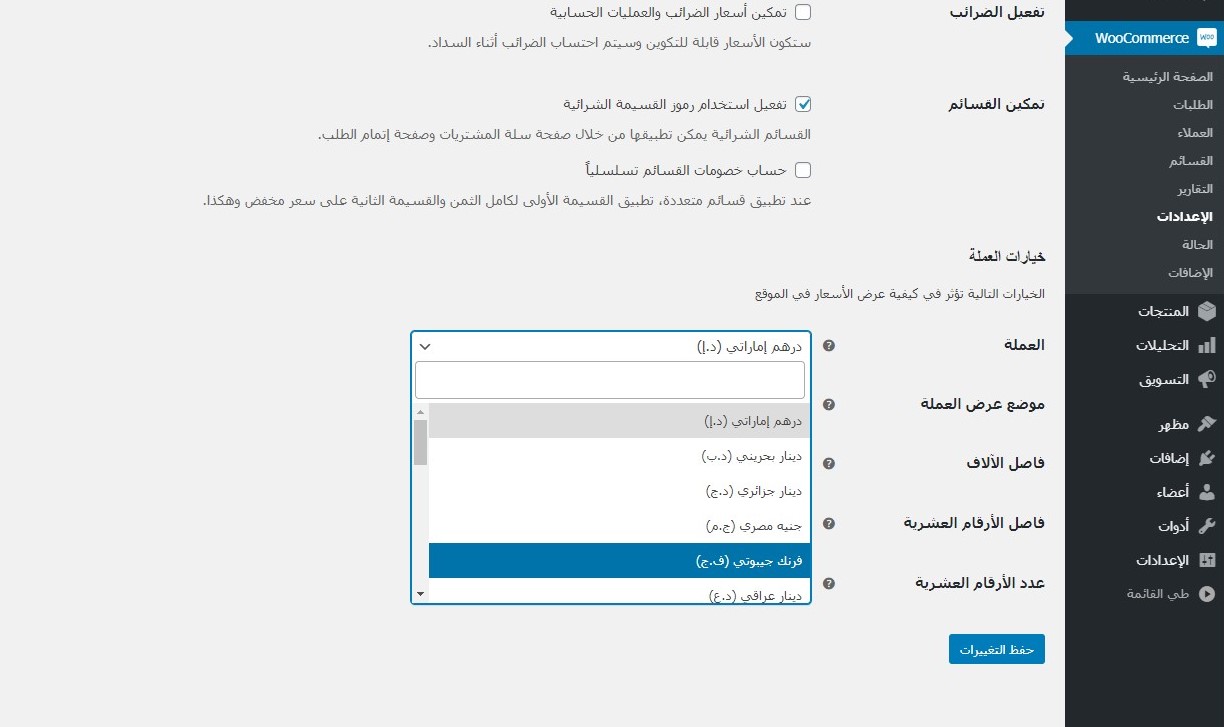 WooCommerce
الصفحة الرئيسية
الطلبات
العملاء
القسائم
التقارير
الإعدادات
الحالة
الإضافات
المنتجات
التحليلات
التسويق
مظهر
إضافات
أعضاء
أدوات
الإعدادات
طي القائمة
تفعيل الضرائب
تمكين أسعار الضرائب والعمليات الحسابية
ستكون الأسعار قابلة للتكوين وسيتم احتساب الضرائب أثناء السداد.
تمكين القسائم
تفعيل استخدام رموز القسيمة الشرائية
القسائم الشرائية يمكن تطبيقها من خلال صفحة سلة المشتريات وصفحة إتمام الطلب.
حساب خصومات القسائم تسلسلياً
عند تطبيق قسائم متعددة، تطبيق القسيمة الأولى لكامل الثمن والقسيمة الثانية على سعر مخفض وهكذا.
خيارات العملة
الخيارات التالية تؤثر في كيفية عرض الأسعار في الموقع
العملة
درهم إماراتي (د.إ)
درهم إماراتي (د.إ)
دينار بحريني (د.ب)
دينار جزائري (د.ج)
جنيه مصري (ج.م)
فرنك جيبوتي (ف.ج)
دينار عراقي (د.ع)
موضع عرض العملة
فاصل الآلاف
فاصل الأرقام العشرية
عدد الأرقام العشرية
حفظ التغييرات